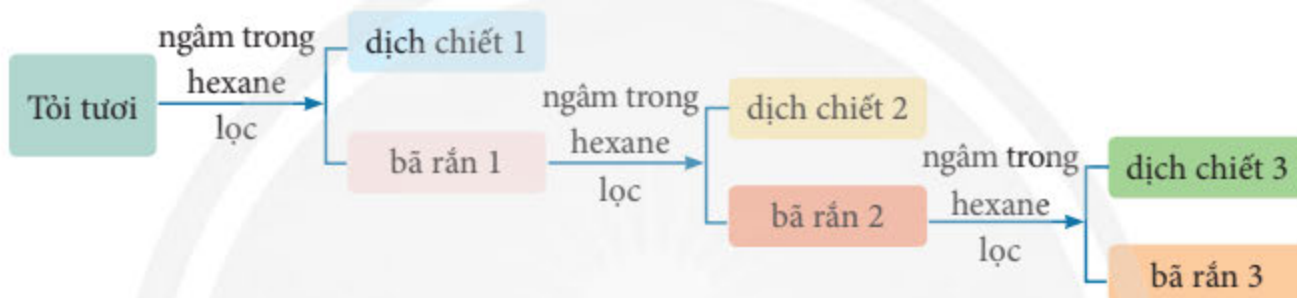 Tỏi tươi
ngâm trong
hexane
lọc
dịch chiết 1
bã rắn 1
ngâm trong
hexane
lọc
dịch chiết 2
bã rắn 2
ngâm trong
hexane
lọc
dịch chiết 3
bã rắn 3